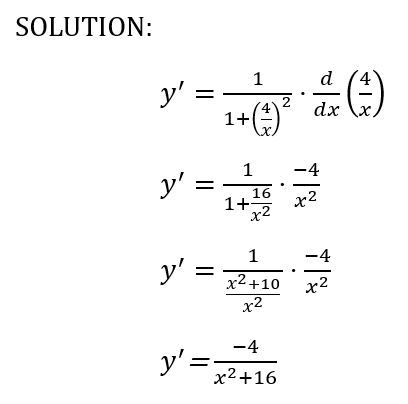 SOLUTION:
y′ = 1/(1+(4/x)²) · d/dx (4/x)
y′ = 1/(1+16/x²) · −4/x²
y′ = 1/((x²+10)/x²) · −4/x²
y′ = −4/(x²+16)